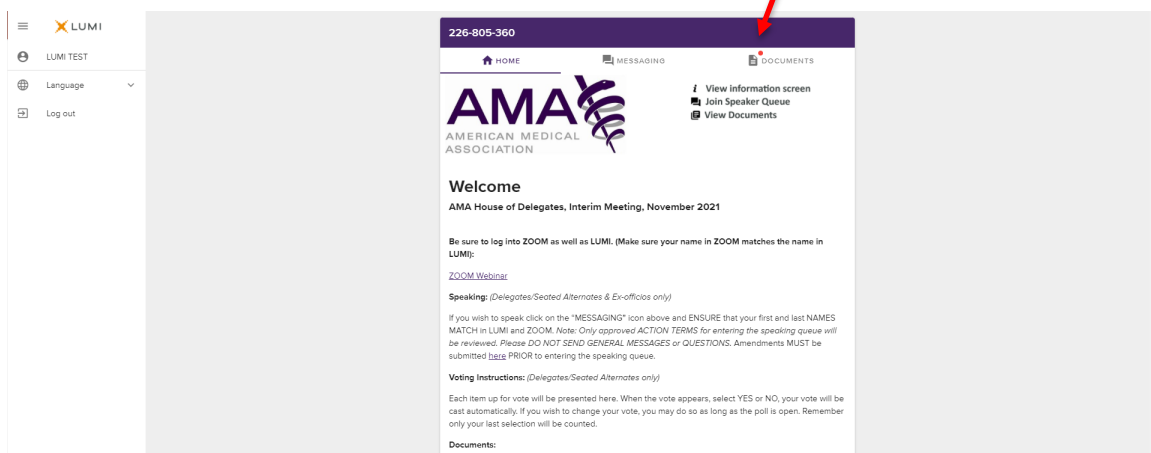 LUMI
LUMI TEST
Language
Log out
226-805-360
HOME
MESSAGING
DOCUMENTS
AMA
AMERICAN MEDICAL
ASSOCIATION
i View information screen
Join Speaker Queue
View Documents
Welcome
AMA House of Delegates, Interim Meeting, November 2021
Be sure to log into ZOOM as well as LUMI. (Make sure your name in ZOOM matches the name in
LUMI):
ZOOM Webinar
Speaking: (Delegates/Seated Alternates & Ex-officios only)
If you wish to speak click on the "MESSAGING" icon above and ENSURE that your first and last NAMES
MATCH in LUMI and ZOOM. Note: Only approved ACTION TERMS for entering the speaking queue will
be reviewed. Please DO NOT SEND GENERAL MESSAGES or QUESTIONS. Amendments MUST be
submitted here PRIOR to entering the speaking queue.
Voting Instructions: (Delegates/Seated Alternates only)
Each item up for vote will be presented here. When the vote appears, select YES or NO, your vote will be
cast automatically. If you wish to change your vote, you may do so as long as the poll is open. Remember
only your last selection will be counted.
Documents: